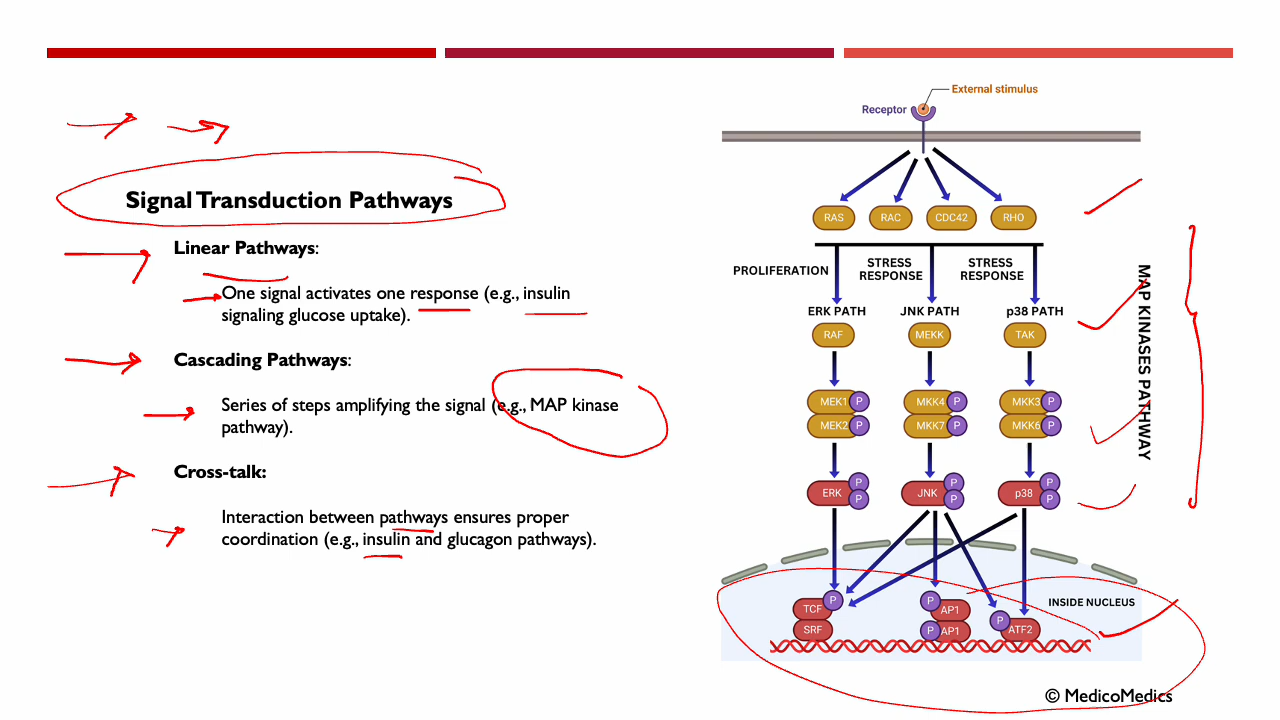 Signal Transduction Pathways
Linear Pathways:
One signal activates one response (e.g., insulin
signaling glucose uptake).
Cascading Pathways:
Series of steps amplifying the signal (e.g., MAP kinase
pathway).
Cross-talk:
Interaction between pathways ensures proper
coordination (e.g., insulin and glucagon pathways).
External stimulus
Receptor
RAS RAC CDC42 RHO
PROLIFERATION
STRESS
RESPONSE
STRESS
RESPONSE
ERK PATH JNK PATH p38 PATH
RAF MEKK TAK
MEK1 P MKK4 P MKK3 P
MEK2 P MKK7 P MKK6 P
P P P
ERK P JNK P p38 P
MAP KINASES PATHWAY
INSIDE NUCLEUS
P
TCF
SRF
P AP1
P AP1
P
ATF2
© MedicoMedics